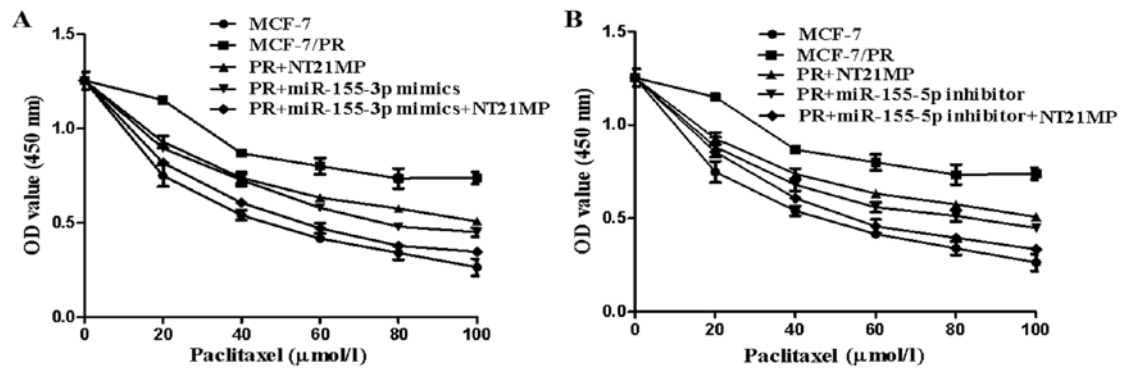 A
MCF-7
MCF-7/PR
PR+NT21MP
PR+miR-155-3p mimics
PR+miR-155-3p mimics+NT21MP
OD value (450 nm)
1.5
1.0
0.5
0.0
0 20 40 60 80 100
Paclitaxel (μmol/l)
B
MCF-7
MCF-7/PR
PR+NT21MP
PR+miR-155-5p inhibitor
PR+miR-155-5p inhibitor+NT21MP
OD value (450 nm)
1.5
1.0
0.5
0.0
0 20 40 60 80 100
Paclitaxel (μmol/l)